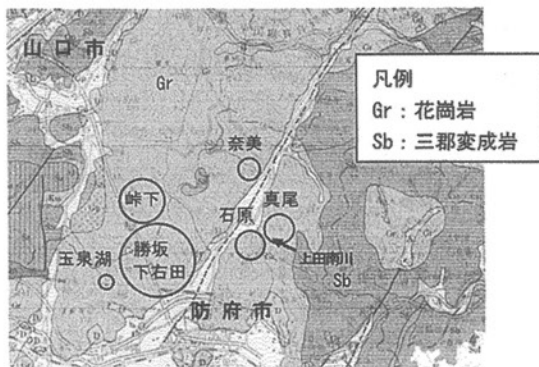 山口市
Gr
凡例
Gr：花崗岩
Sb：三郡変成岩
奈美
峠下
石原
真尾
玉泉湖
勝坂
下右田
上田南川
Sb
防府市